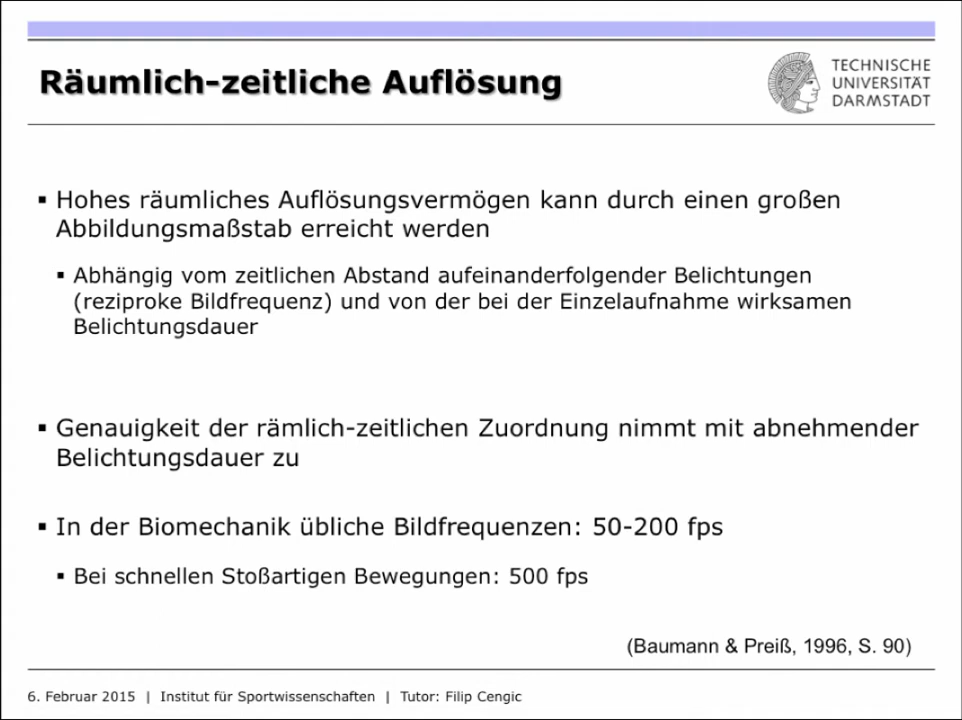 Räumlich-zeitliche Auflösung
TECHNISCHE
UNIVERSITÄT
DARMSTADT
▪ Hohes räumliches Auflösungsvermögen kann durch einen großen
Abbildungsmaßstab erreicht werden
▪ Abhängig vom zeitlichen Abstand aufeinanderfolgender Belichtungen
(reziproke Bildfrequenz) und von der bei der Einzelaufnahme wirksamen
Belichtungsdauer
▪ Genauigkeit der rämlich-zeitlichen Zuordnung nimmt mit abnehmender
Belichtungsdauer zu
▪ In der Biomechanik übliche Bildfrequenzen: 50-200 fps
▪ Bei schnellen Stoßartigen Bewegungen: 500 fps
(Baumann & Preiß, 1996, S. 90)
6. Februar 2015 | Institut für Sportwissenschaften | Tutor: Filip Cengic